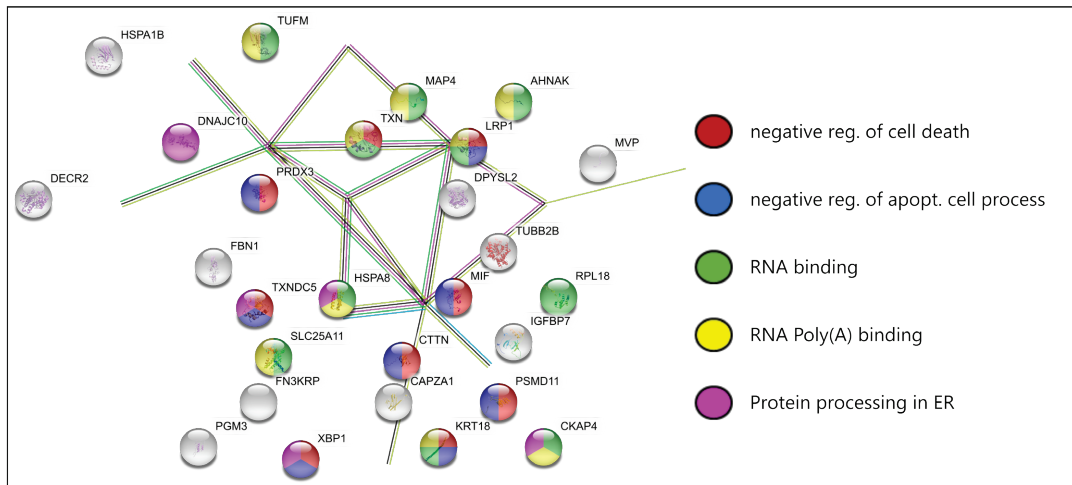 TUFM
HSPA1B
MAP4
AHNAK
TXN
LRP1
DNAJC10
MVP
PRDX3
DPYSL2
DECR2
TUBB2B
FBN1
HSPA8
MIF
RPL18
TXNDC5
IGFBP7
SLC25A11
CTTN
FN3KRP
CAPZA1
PSMD11
PGM3
XBP1
KRT18
CKAP4
negative reg. of cell death
negative reg. of apopt. cell process
RNA binding
RNA Poly(A) binding
Protein processing in ER